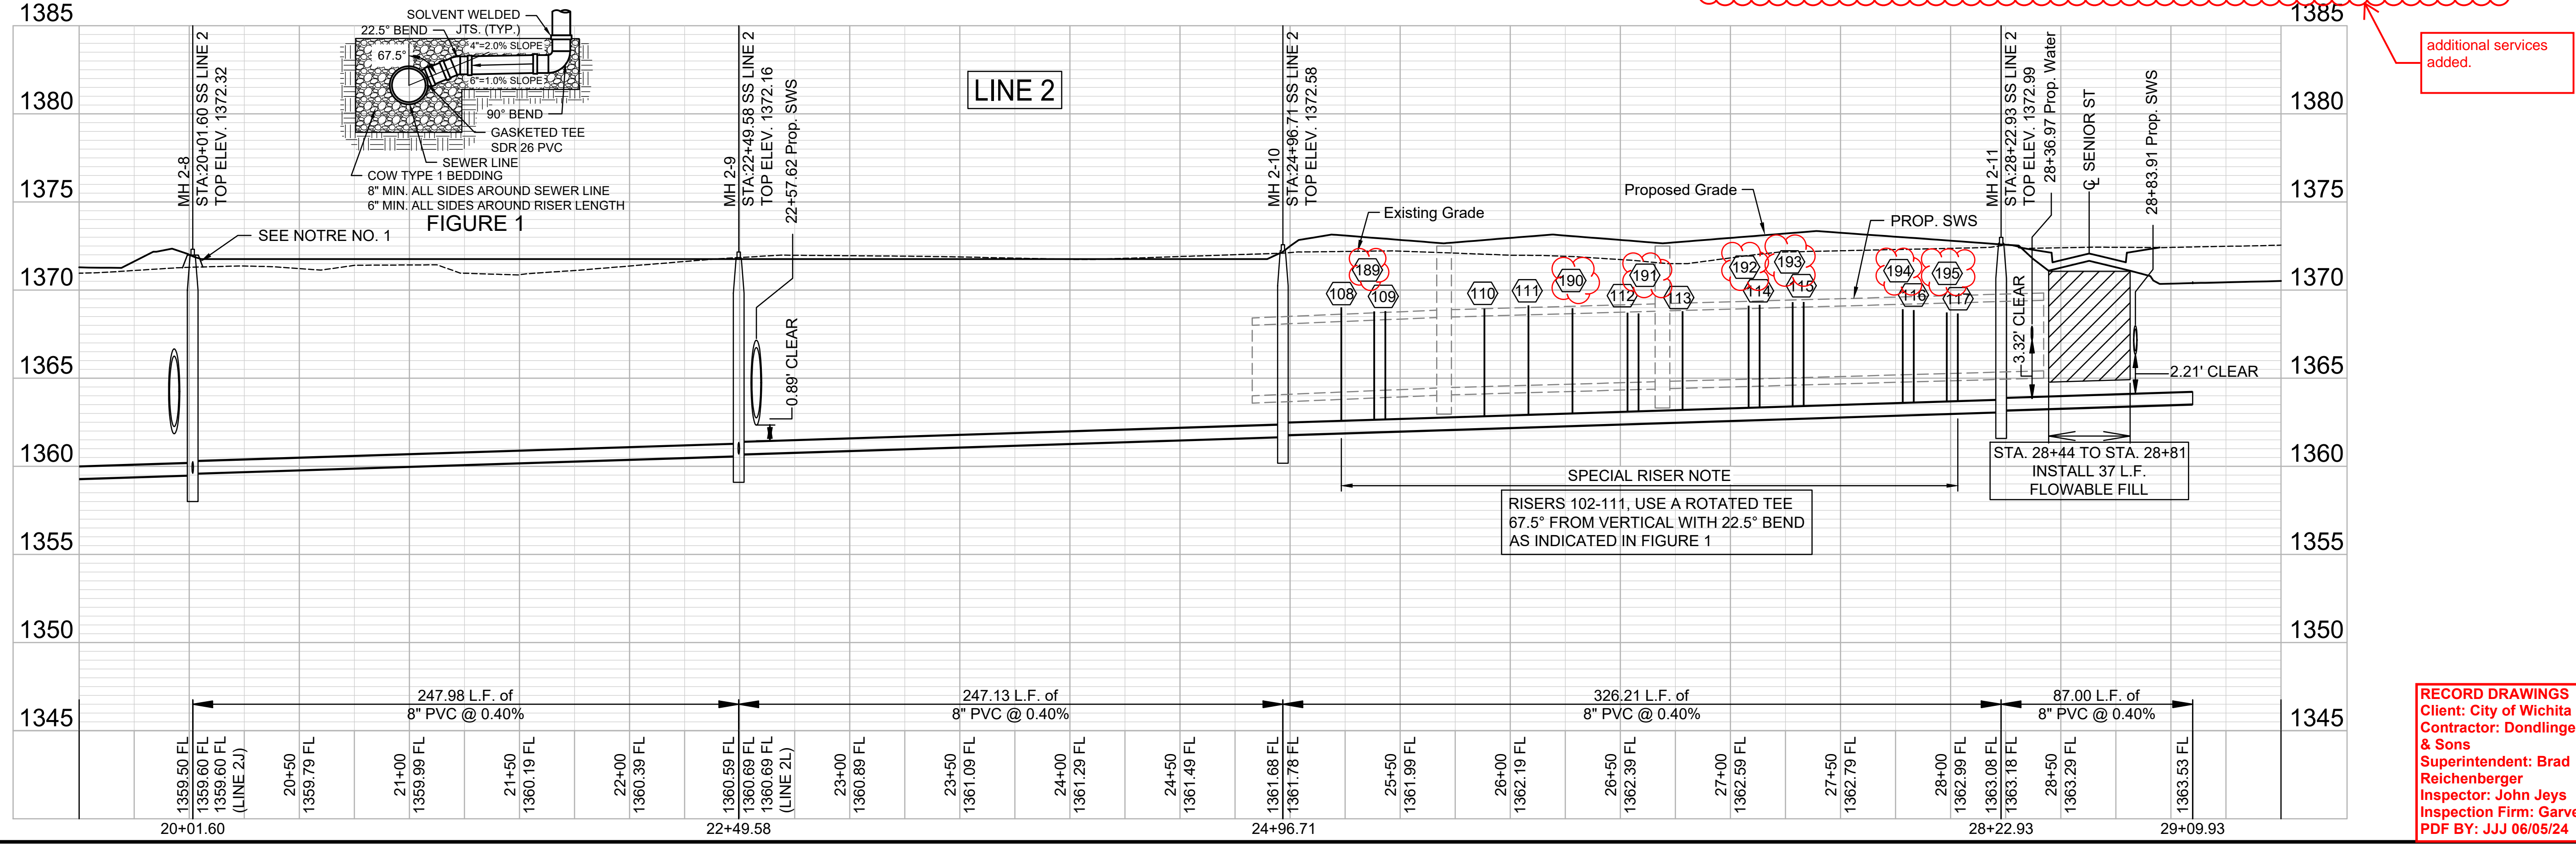 1385
1380
1375
1370
1365
1360
1355
1350
1345
SOLVENT WELDED
JTS. (TYP.)
22.5° BEND
67.5°
4"=2.0% SLOPE
6"=1.0% SLOPE
90° BEND
GASKETED TEE
SDR 26 PVC
SEWER LINE
COW TYPE 1 BEDDING
8" MIN. ALL SIDES AROUND SEWER LINE
6" MIN. ALL SIDES AROUND RISER LENGTH
FIGURE 1
SEE NOTRE NO. 1
LINE 2
MH 2-8
STA:20+01.60 SS LINE 2
TOP ELEV. 1372.32
MH 2-9
STA:22+49.58 SS LINE 2
TOP ELEV. 1372.16
22+57.62 Prop. SWS
0.89' CLEAR
MH 2-10
STA:24+96.71 SS LINE 2
TOP ELEV. 1372.58
Existing Grade
Proposed Grade
PROP. SWS
MH 2-11
STA:28+22.93 SS LINE 2
TOP ELEV. 1372.99
28+36.97 Prop. Water
℄ SENIOR ST
28+83.91 Prop. SWS
189
190
191
192
193
194
195
108
109
110
111
112
113
114
115
116
117
3.32' CLEAR
2.21' CLEAR
SPECIAL RISER NOTE
RISERS 102-111, USE A ROTATED TEE
67.5° FROM VERTICAL WITH 22.5° BEND
AS INDICATED IN FIGURE 1
STA. 28+44 TO STA. 28+81
INSTALL 37 L.F.
FLOWABLE FILL
1385
1380
1375
1370
1365
1360
1355
1350
1345
additional services
added.
247.98 L.F. of
8" PVC @ 0.40%
247.13 L.F. of
8" PVC @ 0.40%
326.21 L.F. of
8" PVC @ 0.40%
87.00 L.F. of
8" PVC @ 0.40%
1359.50 FL
1359.60 FL
1359.60 FL
(LINE 2J)
20+50
1359.79 FL
21+00
1359.99 FL
21+50
1360.19 FL
22+00
1360.39 FL
1360.59 FL
1360.69 FL
1360.69 FL
(LINE 2L)
23+00
1360.89 FL
23+50
1361.09 FL
24+00
1361.29 FL
24+50
1361.49 FL
1361.68 FL
1361.78 FL
25+50
1361.99 FL
26+00
1362.19 FL
26+50
1362.39 FL
27+00
1362.59 FL
27+50
1362.79 FL
28+00
1362.99 FL
1363.08 FL
1363.18 FL
28+50
1363.29 FL
1363.53 FL
20+01.60
22+49.58
24+96.71
28+22.93
29+09.93
RECORD DRAWINGS
Client: City of Wichita
Contractor: Dondlinge
& Sons
Superintendent: Brad
Reichenberger
Inspector: John Jeys
Inspection Firm: Garve
PDF BY: JJJ 06/05/24